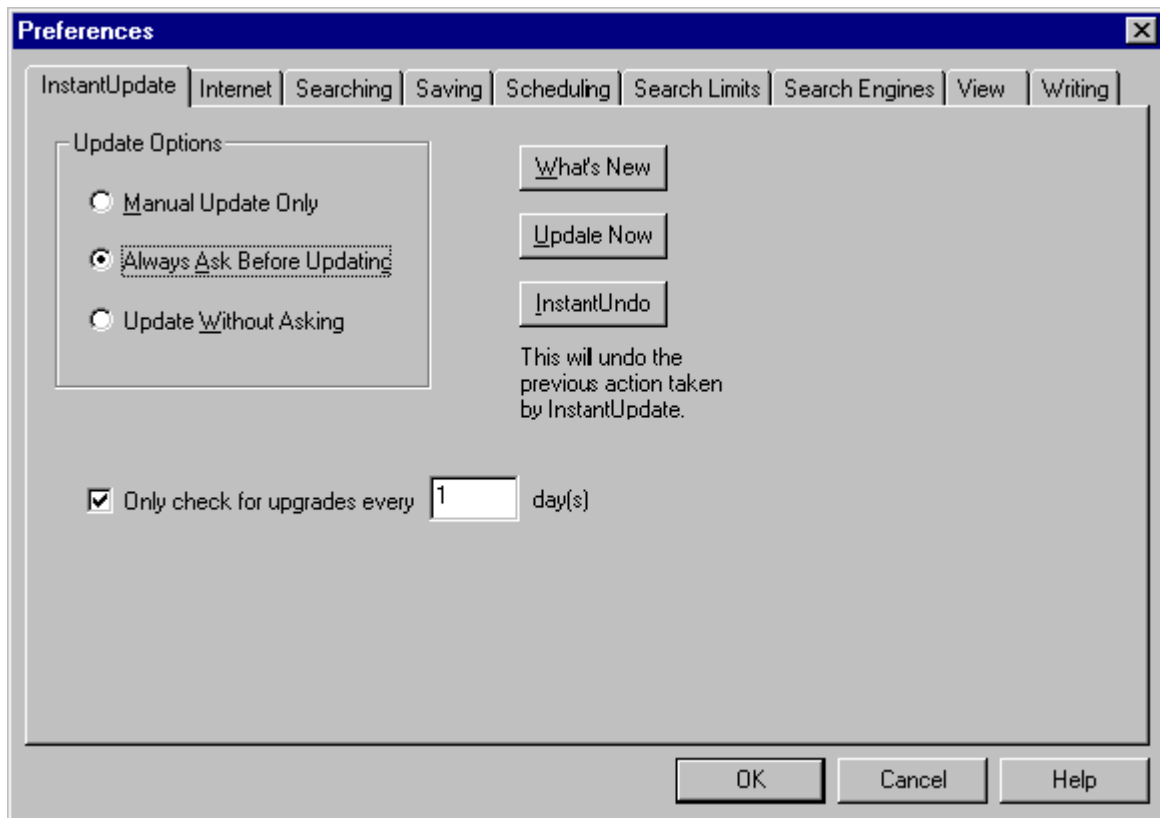 Preferences
InstantUpdate Internet Searching Saving Scheduling Search Limits Search Engines View Writing
Update Options
Manual Update Only
Always Ask Before Updating
Update Without Asking
What's New
Update Now
InstantUndo
This will undo the
previous action taken
by InstantUpdate.
Only check for upgrades every 1 day(s)
OK Cancel Help